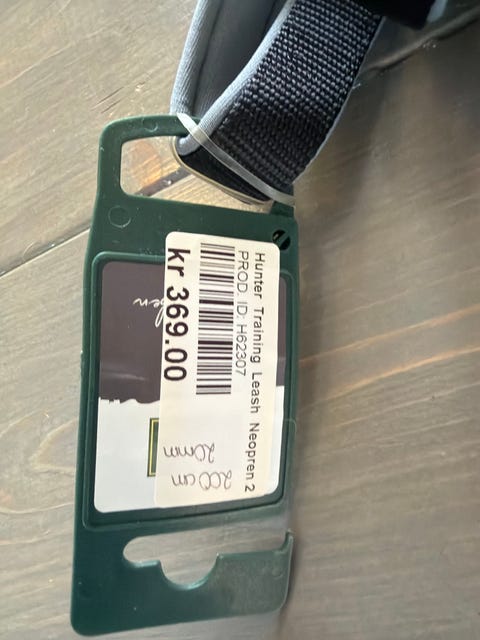 Hunter Training Leash Neopren 2
PROD. ID: H62307
kr 369.00
200 cm
20mm